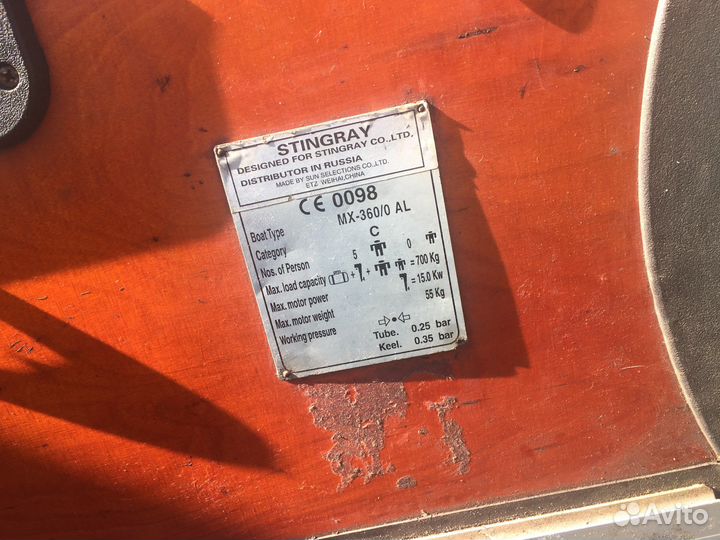 STINGRAY
DESIGNED FOR STINGRAY CO.,LTD.
DISTRIBUTOR IN RUSSIA
MADE BY SUN SELECTIONS CO.,LTD.
ETZ WEIHAI,CHINA
CE 0098
Boat Type MX-360/0 AL
Category C
Nos. of Person 5 0
Max. load capacity + + = 700 Kg
Max. motor power = 15.0 Kw
Max. motor weight 55 Kg
Working pressure Tube. 0.25 bar
Keel. 0.35 bar
Avito